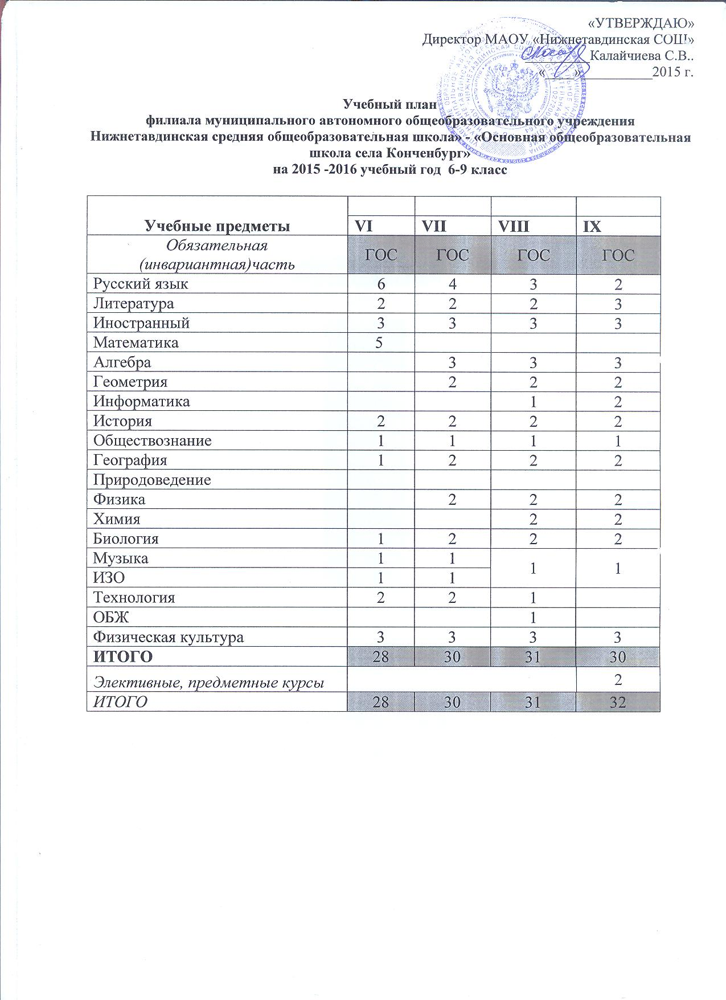 «УТВЕРЖДАЮ»
Директор МАОУ «Нижнетавдинская СОШ»
_________Калайчиева С.В..
«____»__________2015 г.
Учебный план
филиала муниципального автономного общеобразовательного учреждения
Нижнетавдинская средняя общеобразовательная школа» - «Основная общеобразовательная
школа села Конченбург»
на 2015 -2016 учебный год 6-9 класс
Учебные предметы VI VII VIII IX
Обязательная
(инвариантная)часть ГОС ГОС ГОС ГОС
Русский язык 6 4 3 2
Литература 2 2 2 3
Иностранный 3 3 3 3
Математика 5
Алгебра 3 3 3
Геометрия 2 2 2
Информатика 1 2
История 2 2 2 2
Обществознание 1 1 1 1
География 1 2 2 2
Природоведение
Физика 2 2 2
Химия 2 2
Биология 1 2 2 2
Музыка 1 1 1 1
ИЗО 1 1
Технология 2 2 1
ОБЖ 1
Физическая культура 3 3 3 3
ИТОГО 28 30 31 30
Элективные, предметные курсы 2
ИТОГО 28 30 31 32